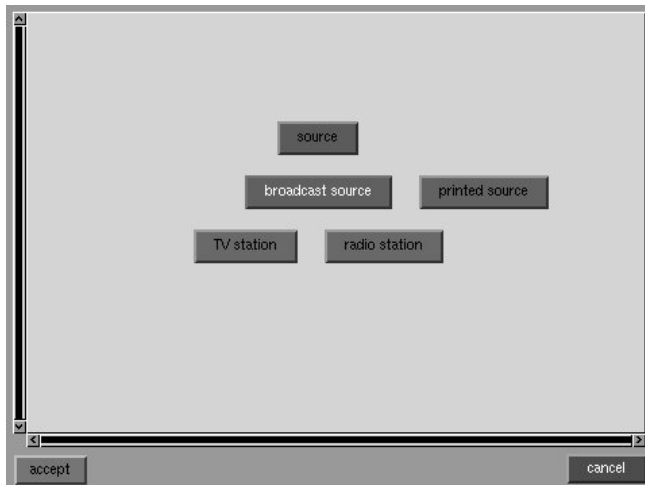 source
broadcast source
printed source
TV station
radio station
accept
cancel